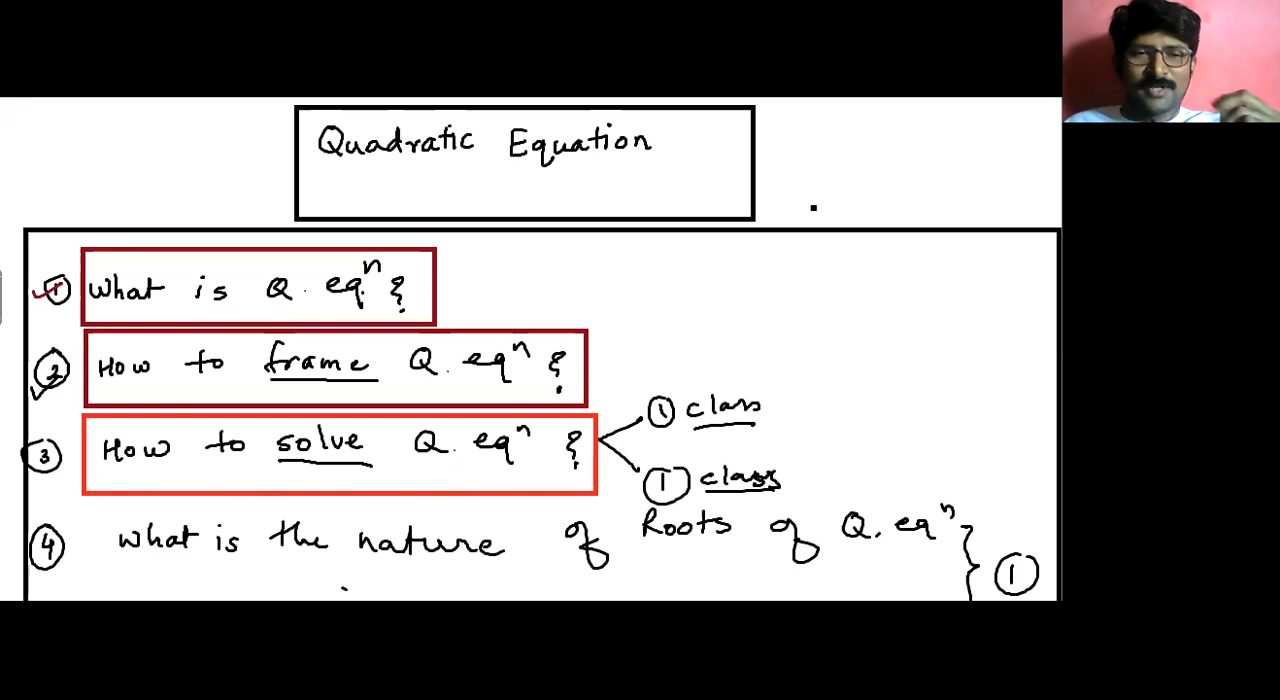 Quadratic Equation
① What is Q. eqⁿ ?
② How to frame Q. eqⁿ ?
③ How to solve Q. eqⁿ ?
① class
① class
④ What is the nature of Roots of Q. eqⁿ
①